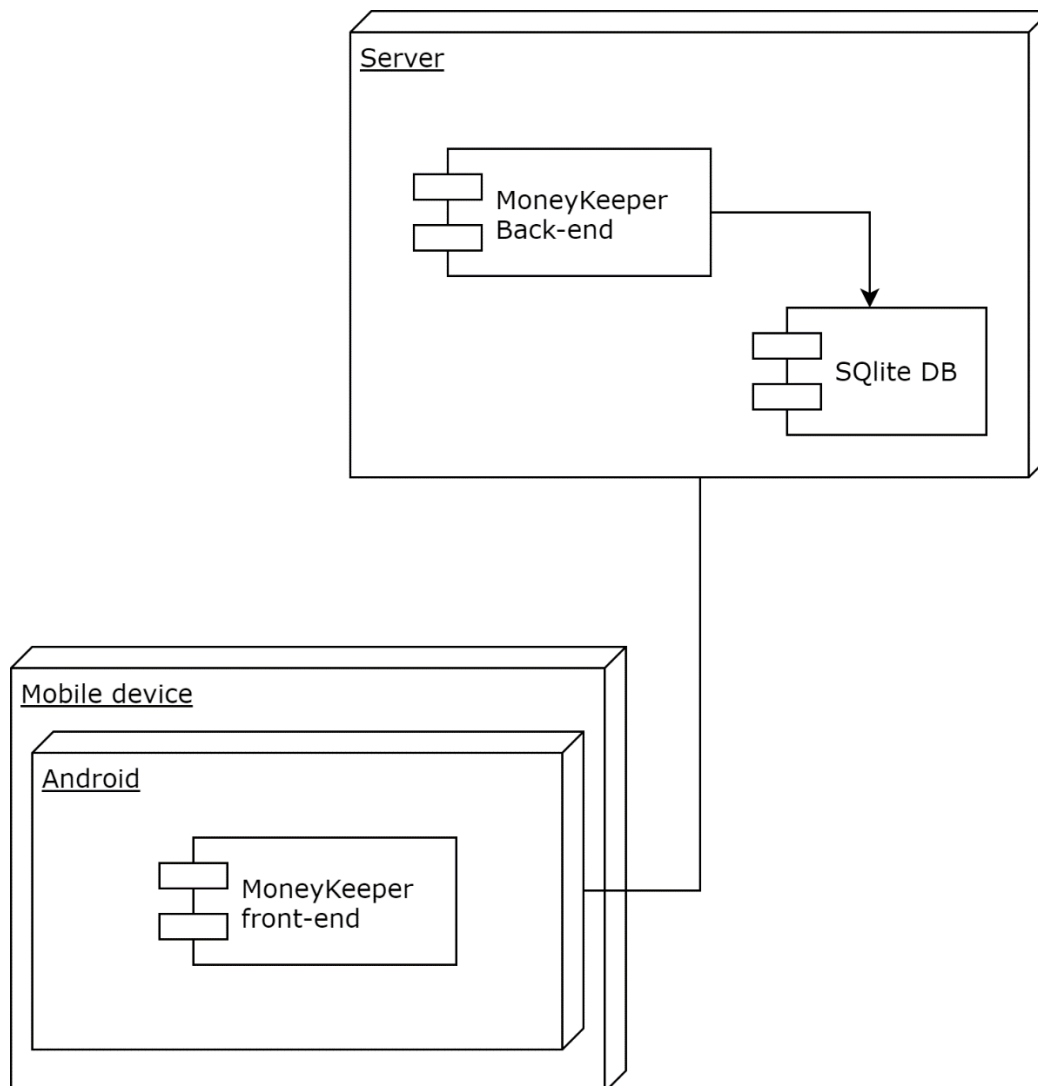 Server
MoneyKeeper
Back-end
SQlite DB
Mobile device
Android
MoneyKeeper
front-end